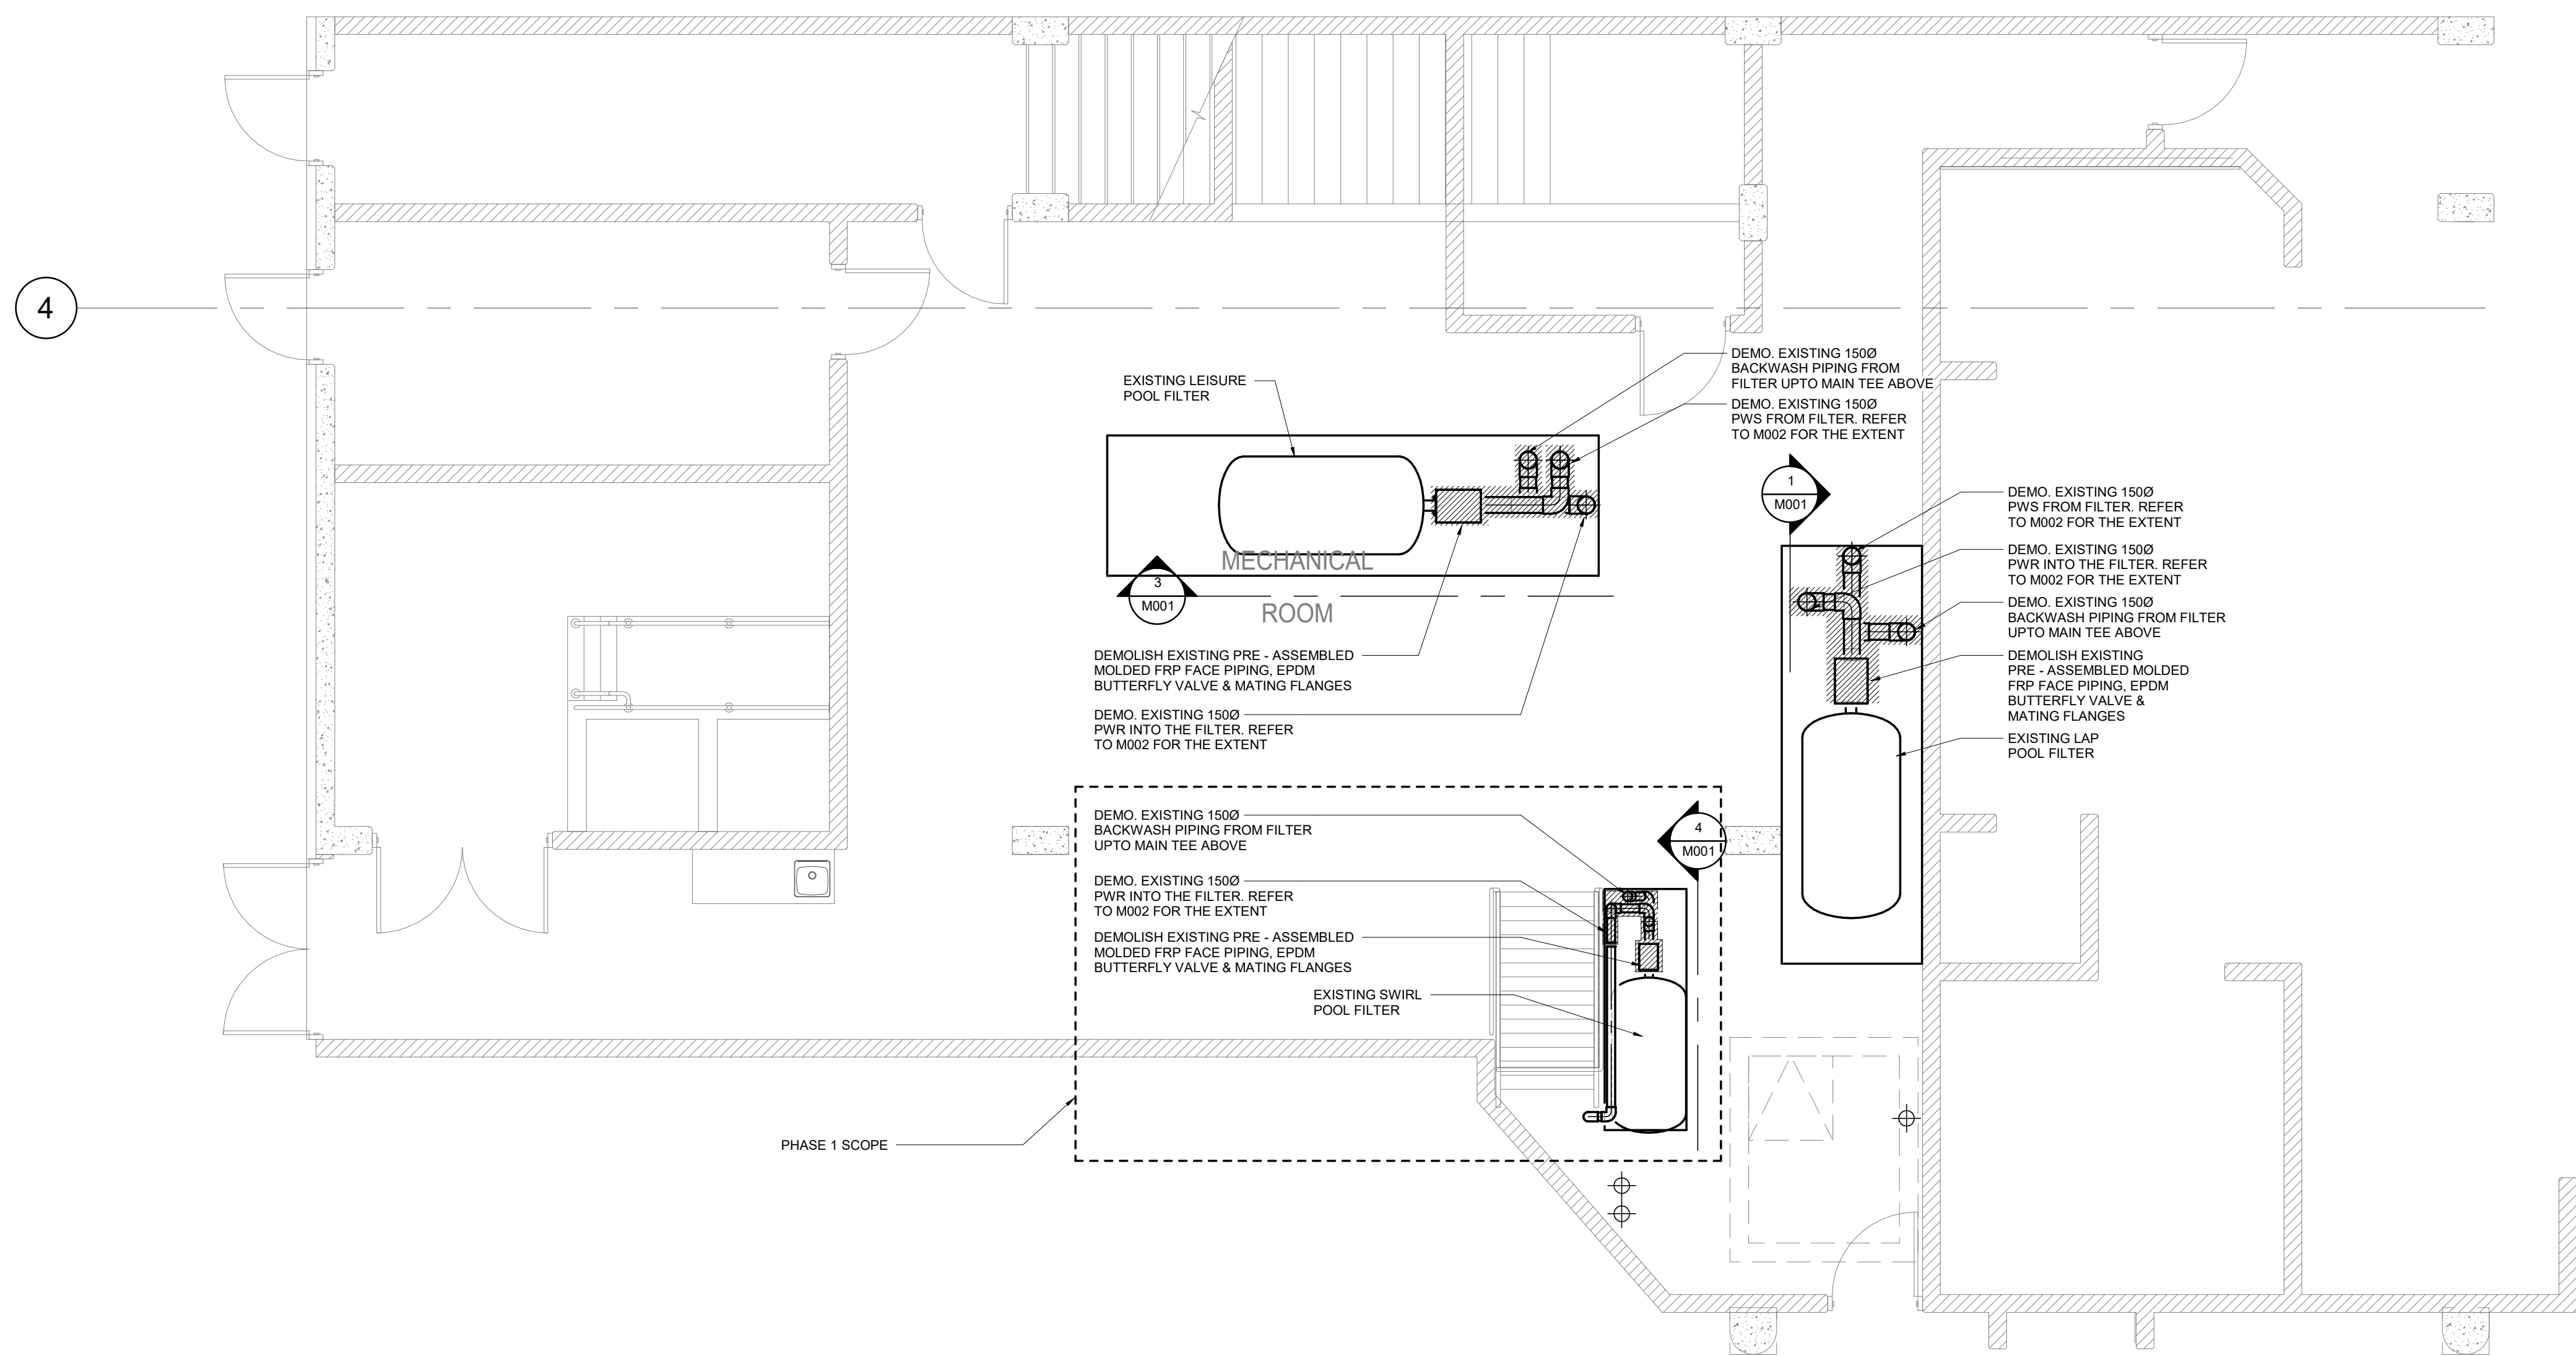 4
EXISTING LEISURE
POOL FILTER
DEMO. EXISTING 150Ø
BACKWASH PIPING FROM
FILTER UPTO MAIN TEE ABOVE
DEMO. EXISTING 150Ø
PWS FROM FILTER. REFER
TO M002 FOR THE EXTENT
1
M001
DEMO. EXISTING 150Ø
PWS FROM FILTER. REFER
TO M002 FOR THE EXTENT
DEMO. EXISTING 150Ø
PWR INTO THE FILTER. REFER
TO M002 FOR THE EXTENT
DEMO. EXISTING 150Ø
BACKWASH PIPING FROM FILTER
UPTO MAIN TEE ABOVE
DEMOLISH EXISTING
PRE - ASSEMBLED MOLDED
FRP FACE PIPING, EPDM
BUTTERFLY VALVE &
MATING FLANGES
EXISTING LAP
POOL FILTER
MECHANICAL
ROOM
3
M001
DEMOLISH EXISTING PRE - ASSEMBLED
MOLDED FRP FACE PIPING, EPDM
BUTTERFLY VALVE & MATING FLANGES
DEMO. EXISTING 150Ø
PWR INTO THE FILTER. REFER
TO M002 FOR THE EXTENT
DEMO. EXISTING 150Ø
BACKWASH PIPING FROM FILTER
UPTO MAIN TEE ABOVE
4
M001
DEMO. EXISTING 150Ø
PWR INTO THE FILTER. REFER
TO M002 FOR THE EXTENT
DEMOLISH EXISTING PRE - ASSEMBLED
MOLDED FRP FACE PIPING, EPDM
BUTTERFLY VALVE & MATING FLANGES
EXISTING SWIRL
POOL FILTER
PHASE 1 SCOPE